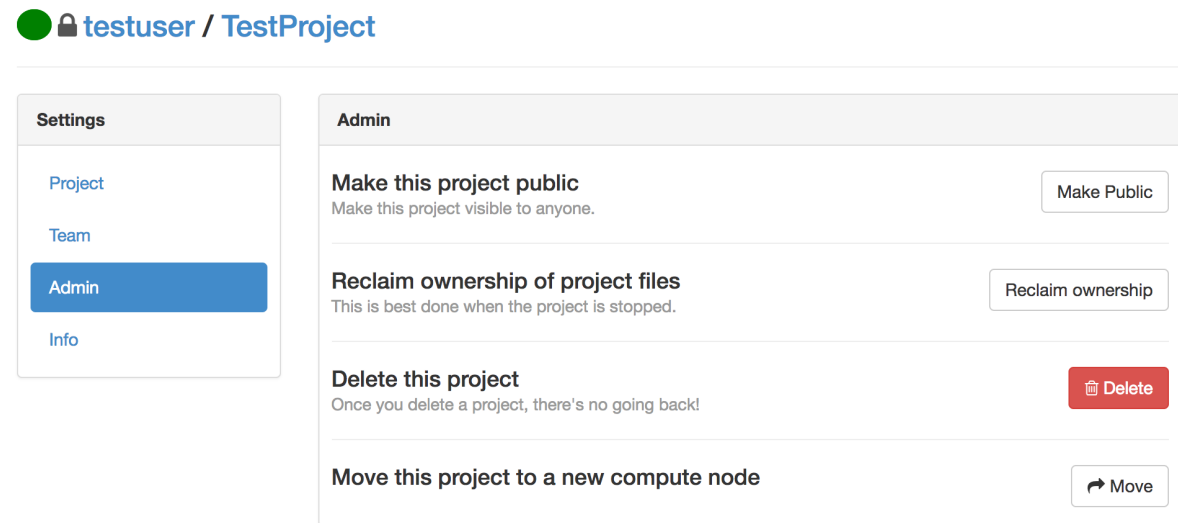 testuser / TestProject
Settings
Project
Team
Admin
Info
Admin
Make this project public
Make this project visible to anyone.
Make Public
Reclaim ownership of project files
This is best done when the project is stopped.
Reclaim ownership
Delete this project
Once you delete a project, there's no going back!
Delete
Move this project to a new compute node
Move